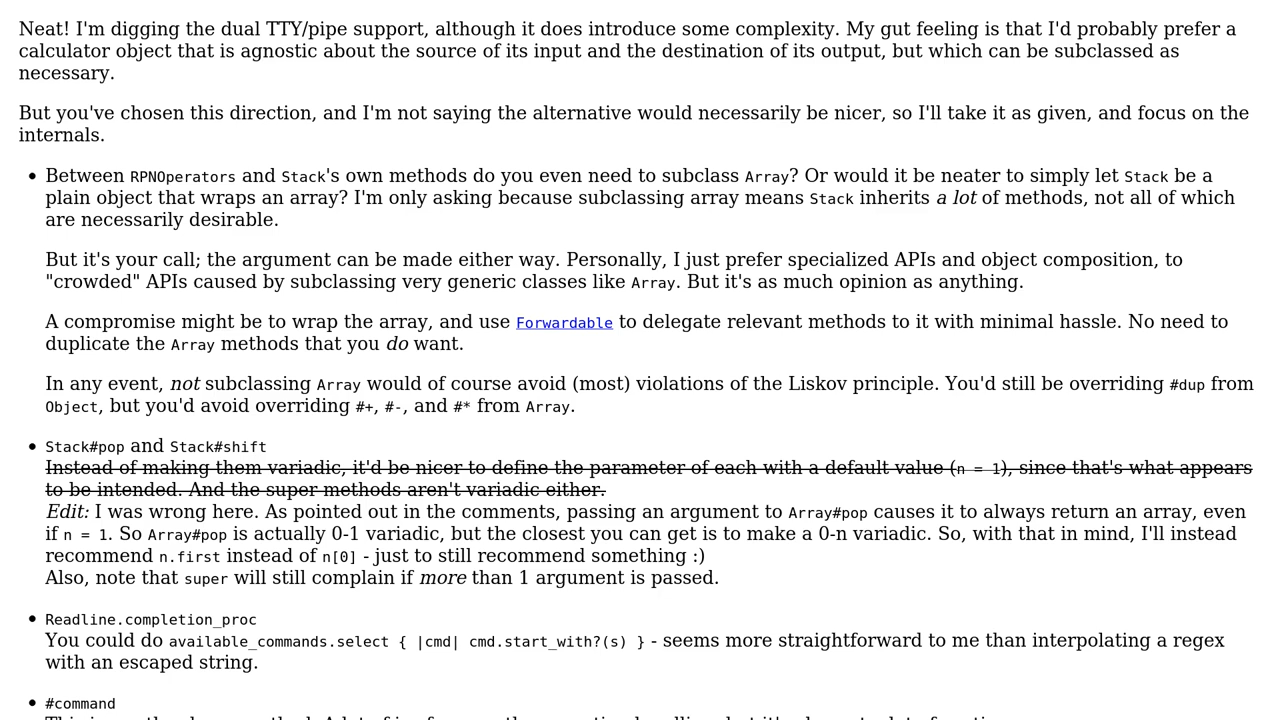 Neat! I'm digging the dual TTY/pipe support, although it does introduce some complexity. My gut feeling is that I'd probably prefer a
calculator object that is agnostic about the source of its input and the destination of its output, but which can be subclassed as
necessary.
But you've chosen this direction, and I'm not saying the alternative would necessarily be nicer, so I'll take it as given, and focus on the
internals.
• Between RPNOperators and Stack's own methods do you even need to subclass Array? Or would it be neater to simply let Stack be a
plain object that wraps an array? I'm only asking because subclassing array means Stack inherits a lot of methods, not all of which
are necessarily desirable.
But it's your call; the argument can be made either way. Personally, I just prefer specialized APIs and object composition, to
"crowded" APIs caused by subclassing very generic classes like Array. But it's as much opinion as anything.
A compromise might be to wrap the array, and use Forwardable to delegate relevant methods to it with minimal hassle. No need to
duplicate the Array methods that you do want.
In any event, not subclassing Array would of course avoid (most) violations of the Liskov principle. You'd still be overriding #dup from
Object, but you'd avoid overriding #+, #-, and #* from Array.
• Stack#pop and Stack#shift
Instead of making them variadic, it'd be nicer to define the parameter of each with a default value (n = 1), since that's what appears
to be intended. And the super methods aren't variadic either.
Edit: I was wrong here. As pointed out in the comments, passing an argument to Array#pop causes it to always return an array, even
if n = 1. So Array#pop is actually 0-1 variadic, but the closest you can get is to make a 0-n variadic. So, with that in mind, I'll instead
recommend n.first instead of n[0] - just to still recommend something :)
Also, note that super will still complain if more than 1 argument is passed.
• Readline.completion_proc
You could do available_commands.select { |cmd| cmd.start_with?(s) } - seems more straightforward to me than interpolating a regex
with an escaped string.
• #command